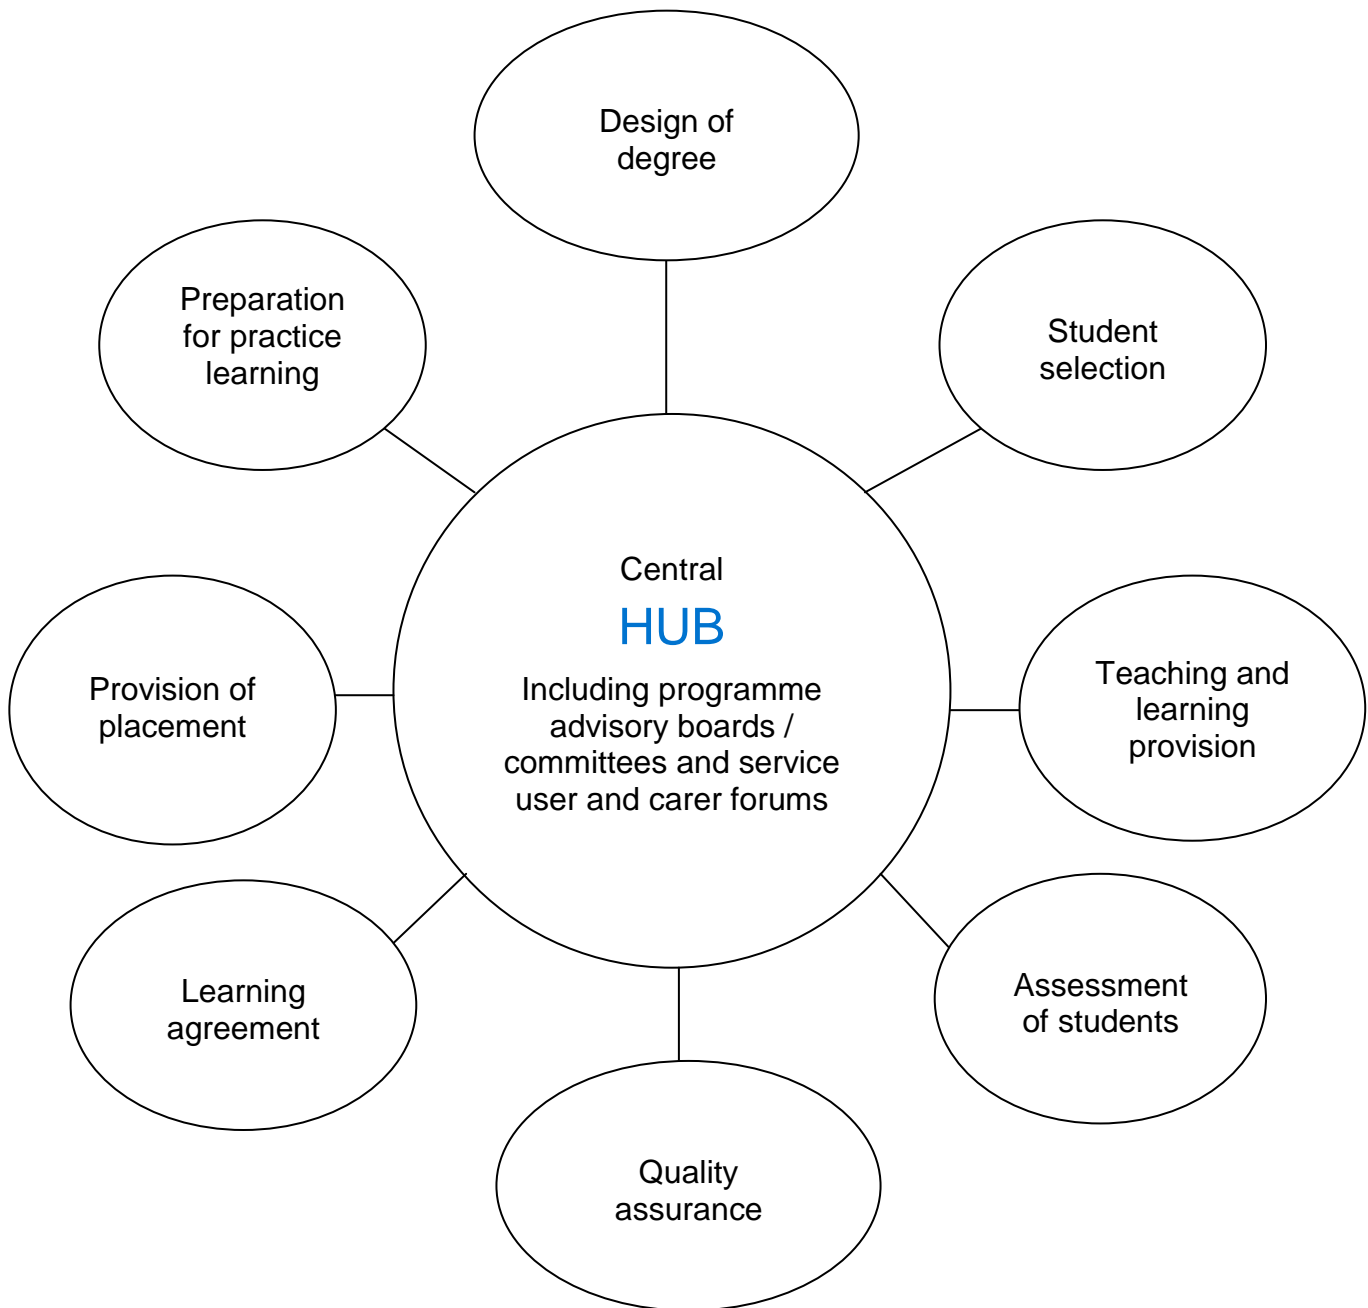 Design of
degree
Preparation
for practice
learning
Student
selection
Central
HUB
Including programme
advisory boards /
committees and service
user and carer forums
Provision of
placement
Teaching and
learning
provision
Learning
agreement
Assessment
of students
Quality
assurance